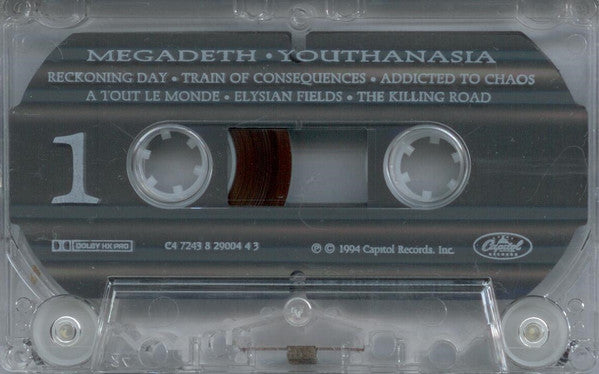 MEGADETH • YOUTHANASIA
RECKONING DAY • TRAIN OF CONSEQUENCES • ADDICTED TO CHAOS
A TOUT LE MONDE • ELYSIAN FIELDS • THE KILLING ROAD
1
DOLBY HX PRO
C4 7243 8 29004 4 3
℗ © 1994 Capitol Records, Inc.
Capitol
RECORDS